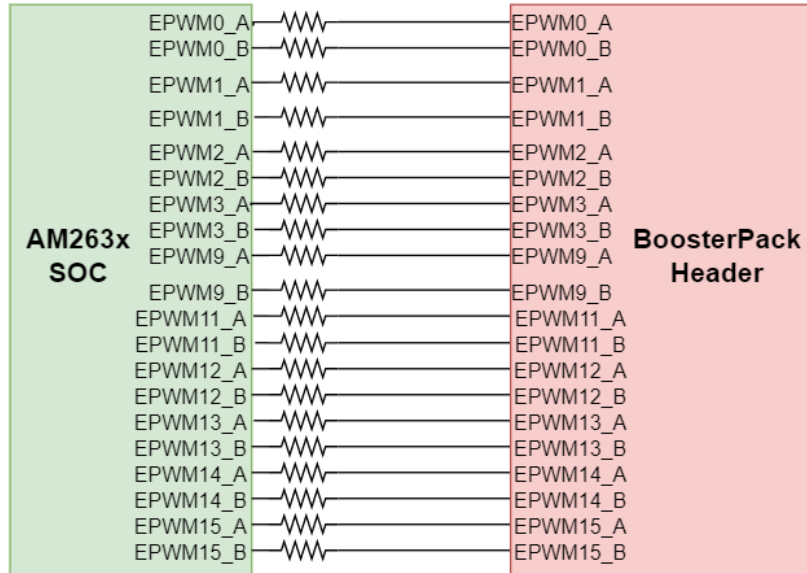 EPWM0_A EPWM0_A
EPWM0_B EPWM0_B
EPWM1_A EPWM1_A
EPWM1_B EPWM1_B
EPWM2_A EPWM2_A
EPWM2_B EPWM2_B
EPWM3_A EPWM3_A
EPWM3_B EPWM3_B
AM263x
SOC
BoosterPack
Header
EPWM9_A EPWM9_A
EPWM9_B EPWM9_B
EPWM11_A EPWM11_A
EPWM11_B EPWM11_B
EPWM12_A EPWM12_A
EPWM12_B EPWM12_B
EPWM13_A EPWM13_A
EPWM13_B EPWM13_B
EPWM14_A EPWM14_A
EPWM14_B EPWM14_B
EPWM15_A EPWM15_A
EPWM15_B EPWM15_B